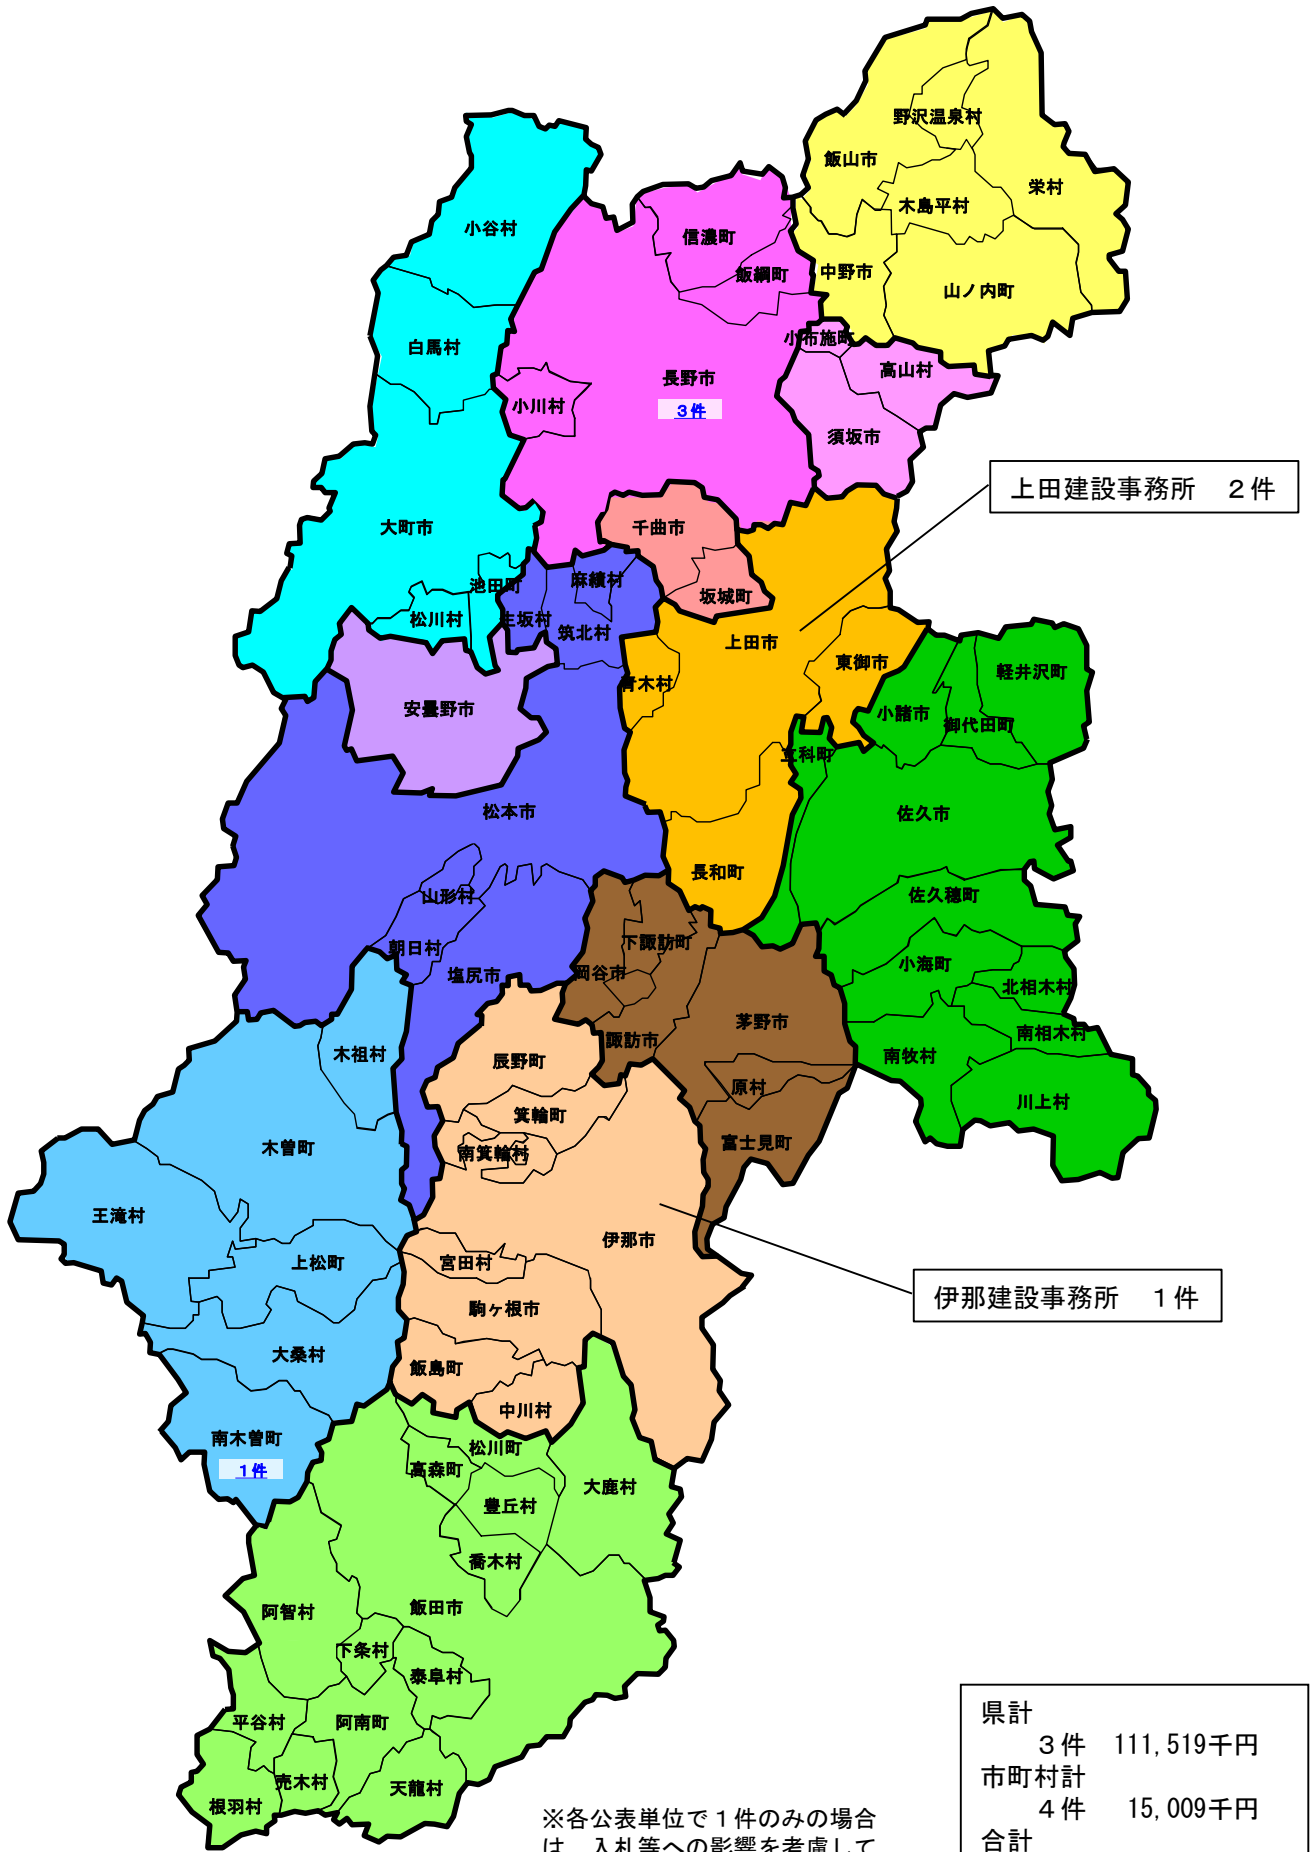 野沢温泉村
飯山市
栄村
木島平村
小谷村
信濃町
中野市
飯綱町
山ノ内町
小布施町
白馬村
高山村
長野市
小川村
3件
須坂市
上田建設事務所　２件
大町市
千曲市
池田町
麻績村
坂城町
松川村
生坂村
筑北村
上田市
東御市
軽井沢町
青木村
安曇野市
小諸市
御代田町
立科町
松本市
佐久市
長和町
山形村
佐久穂町
朝日村
下諏訪町
小海町
塩尻市
岡谷市
北相木村
茅野市
南相木村
諏訪市
木祖村
辰野町
南牧村
原村
川上村
箕輪町
木曽町
富士見町
南箕輪村
王滝村
伊那市
上松町
宮田村
伊那建設事務所　１件
駒ヶ根市
大桑村
飯島町
中川村
南木曽町
松川町
1件
高森町
大鹿村
豊丘村
喬木村
飯田市
阿智村
下条村
泰阜村
平谷村
阿南町
売木村
天龍村
根羽村
※各公表単位で１件のみの場合
は、入札等への影響を考慮して
県計
３件　111,519千円
市町村計
４件　15,009千円
合計